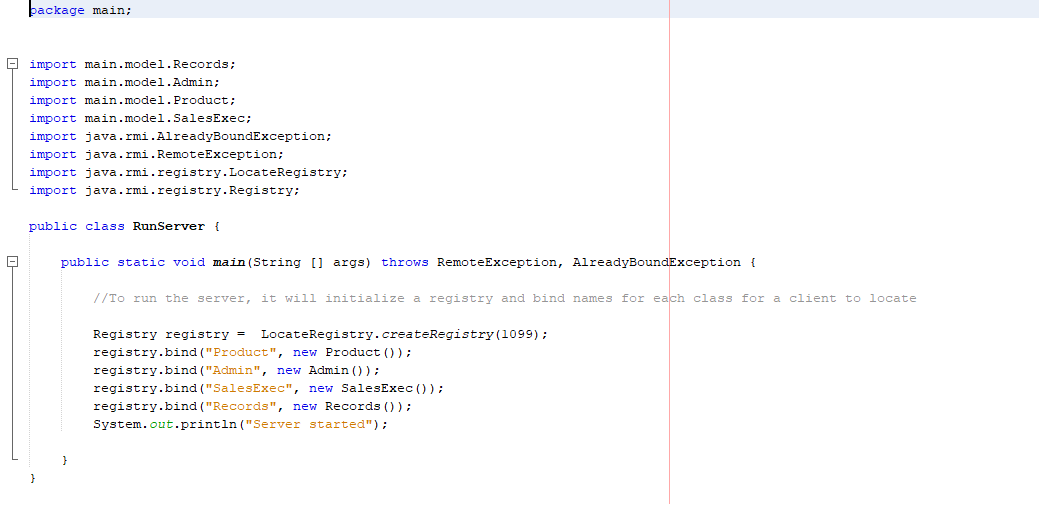 package main;
import main.model.Records;
import main.model.Admin;
import main.model.Product;
import main.model.SalesExec;
import java.rmi.AlreadyBoundException;
import java.rmi.RemoteException;
import java.rmi.registry.LocateRegistry;
import java.rmi.registry.Registry;
public class RunServer {
public static void main(String [] args) throws RemoteException, AlreadyBoundException {
//To run the server, it will initialize a registry and bind names for each class for a client to locate
Registry registry =  LocateRegistry.createRegistry(1099);
registry.bind("Product", new Product());
registry.bind("Admin", new Admin());
registry.bind("SalesExec", new SalesExec());
registry.bind("Records", new Records());
System.out.println("Server started");
}
}